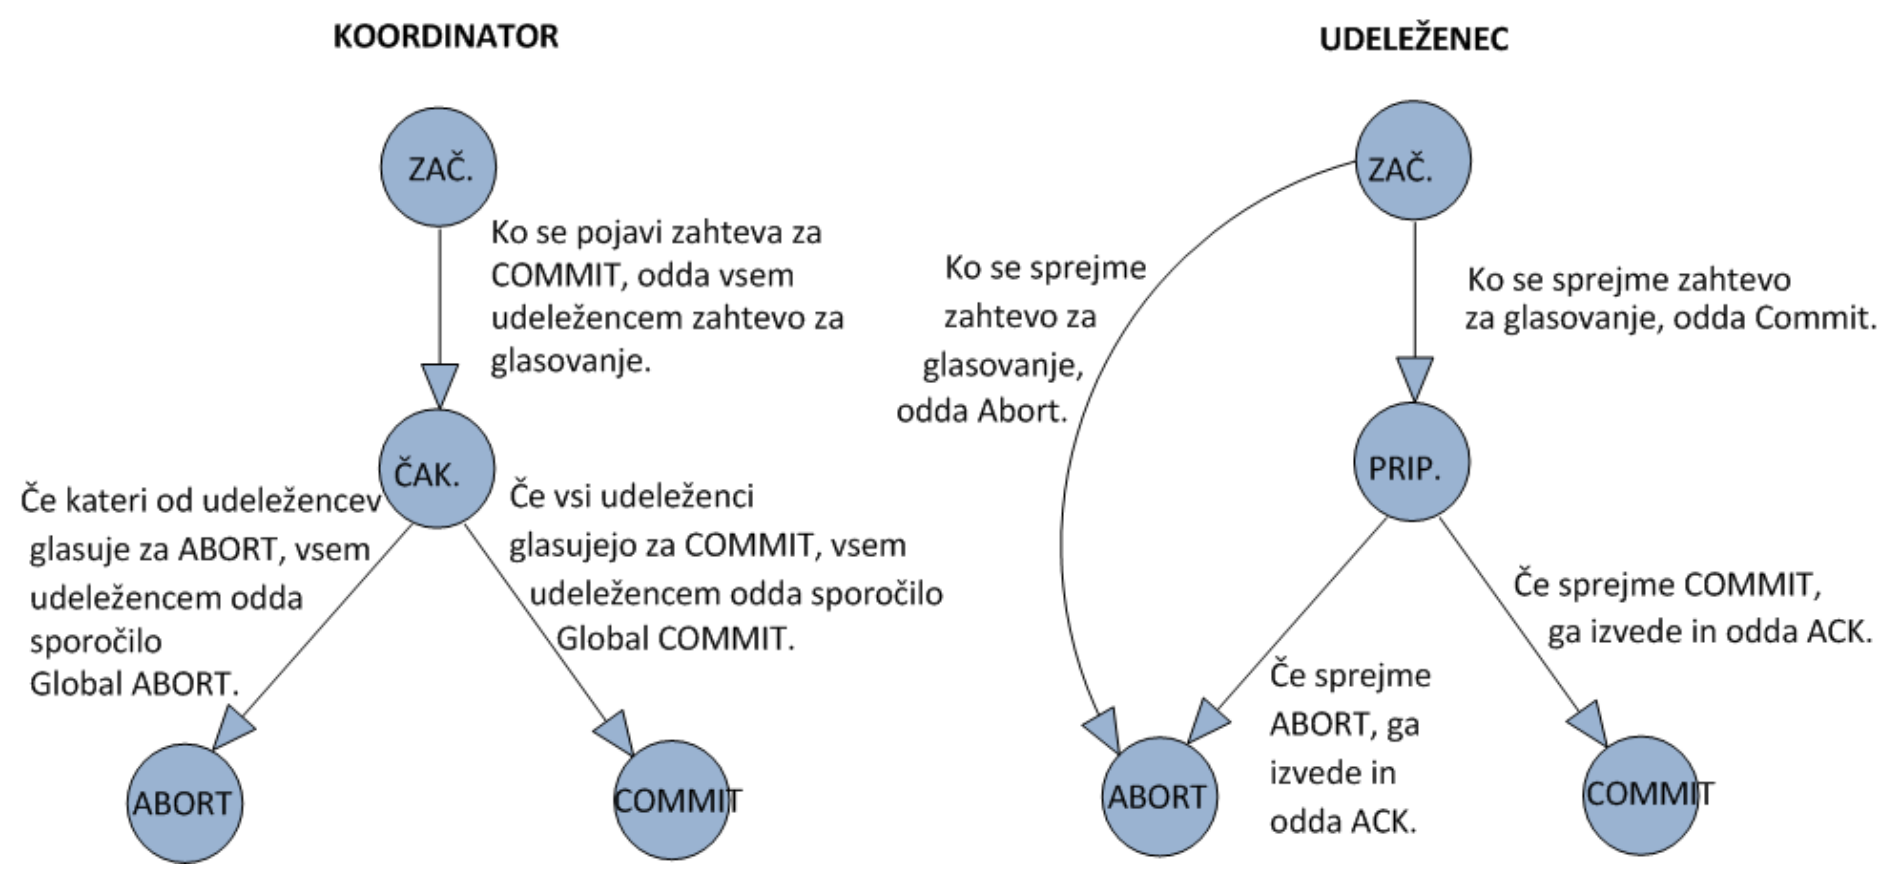 KOORDINATOR
ZAČ.
Ko se pojavi zahteva za
COMMIT, odda vsem
udeležencem zahtevo za
glasovanje.
ČAK.
Če kateri od udeležencev
glasuje za ABORT, vsem
udeležencem odda
sporočilo
Global ABORT.
Če vsi udeleženci
glasujejo za COMMIT, vsem
udeležencem odda sporočilo
Global COMMIT.
ABORT
COMMIT
UDELEŽENEC
ZAČ.
Ko se sprejme
zahtevo za
glasovanje,
odda Abort.
Ko se sprejme zahtevo
za glasovanje, odda Commit.
PRIP.
Če sprejme
ABORT, ga
izvede in
odda ACK.
Če sprejme COMMIT,
ga izvede in odda ACK.
ABORT
COMMIT